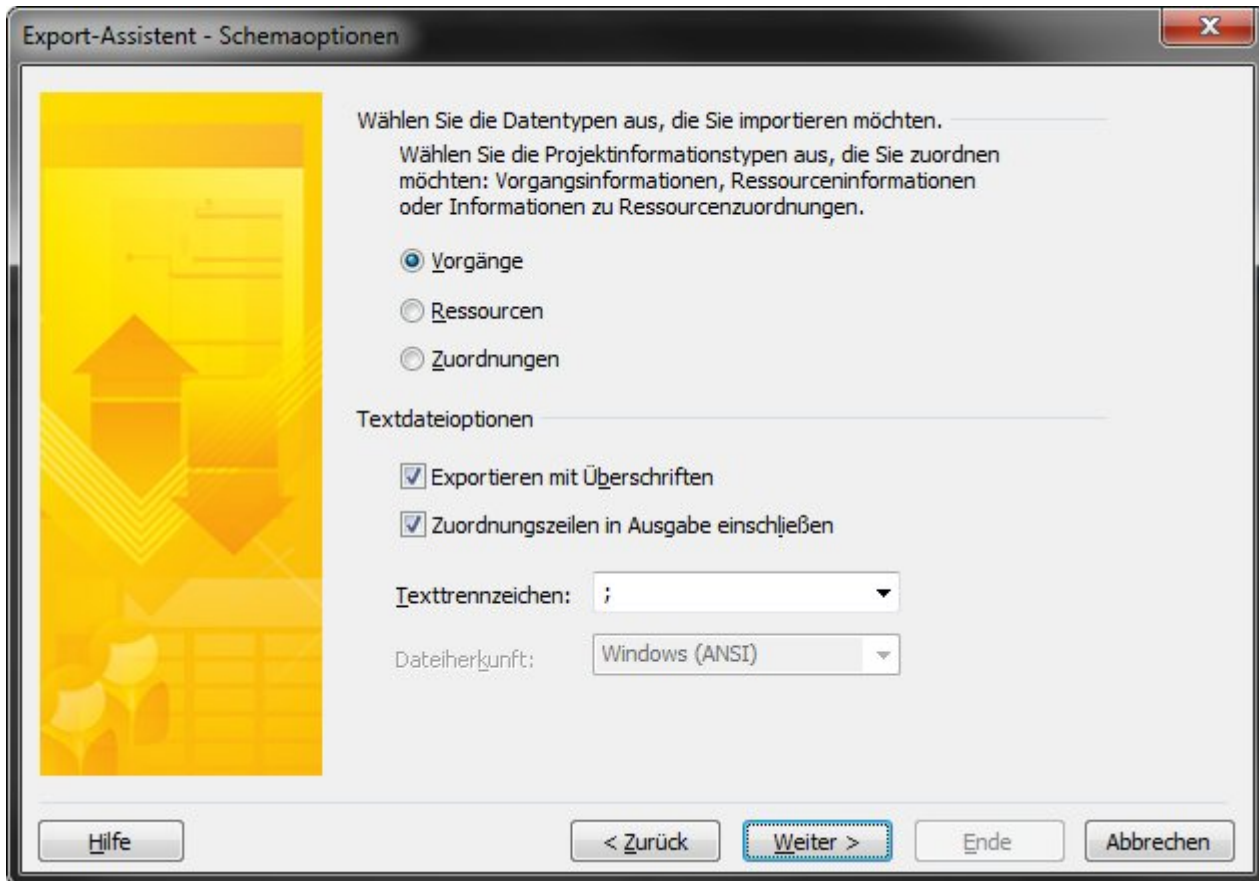 Export-Assistent - Schemaoptionen
Wählen Sie die Datentypen aus, die Sie importieren möchten.
Wählen Sie die Projektinformationstypen aus, die Sie zuordnen
möchten: Vorgangsinformationen, Ressourceninformationen
oder Informationen zu Ressourcenzuordnungen.
Vorgänge
Ressourcen
Zuordnungen
Textdateioptionen
Exportieren mit Überschriften
Zuordnungszeilen in Ausgabe einschließen
Texttrennzeichen: ;
Dateiherkunft: Windows (ANSI)
Hilfe < Zurück Weiter > Ende Abbrechen